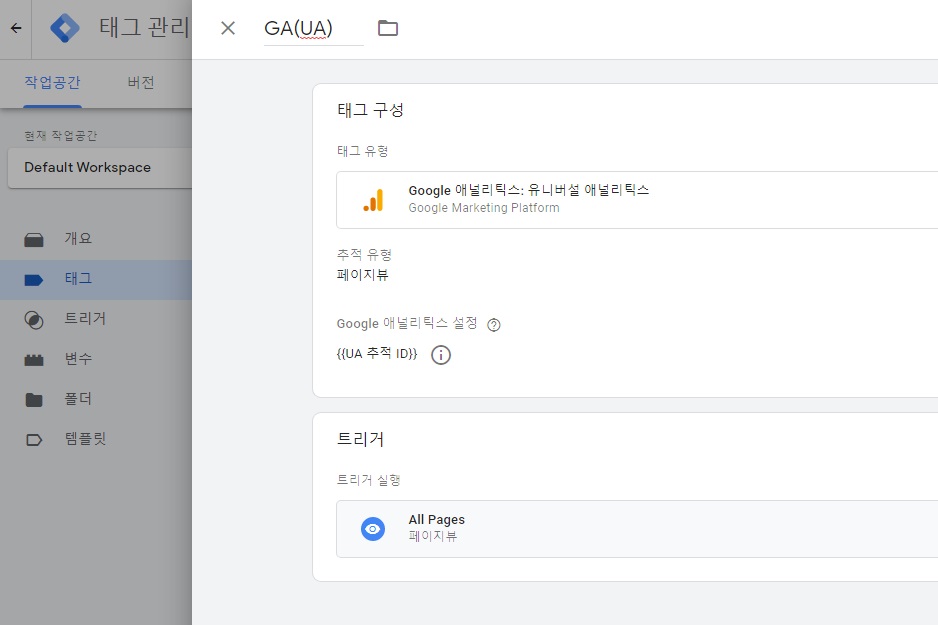 태그 관리
GA(UA)
작업공간
버전
현재 작업공간
Default Workspace
개요
태그
트리거
변수
폴더
템플릿
태그 구성
태그 유형
Google 애널리틱스: 유니버설 애널리틱스
Google Marketing Platform
추적 유형
페이지뷰
Google 애널리틱스 설정
{{UA 추적 ID}}
트리거
트리거 실행
All Pages
페이지뷰